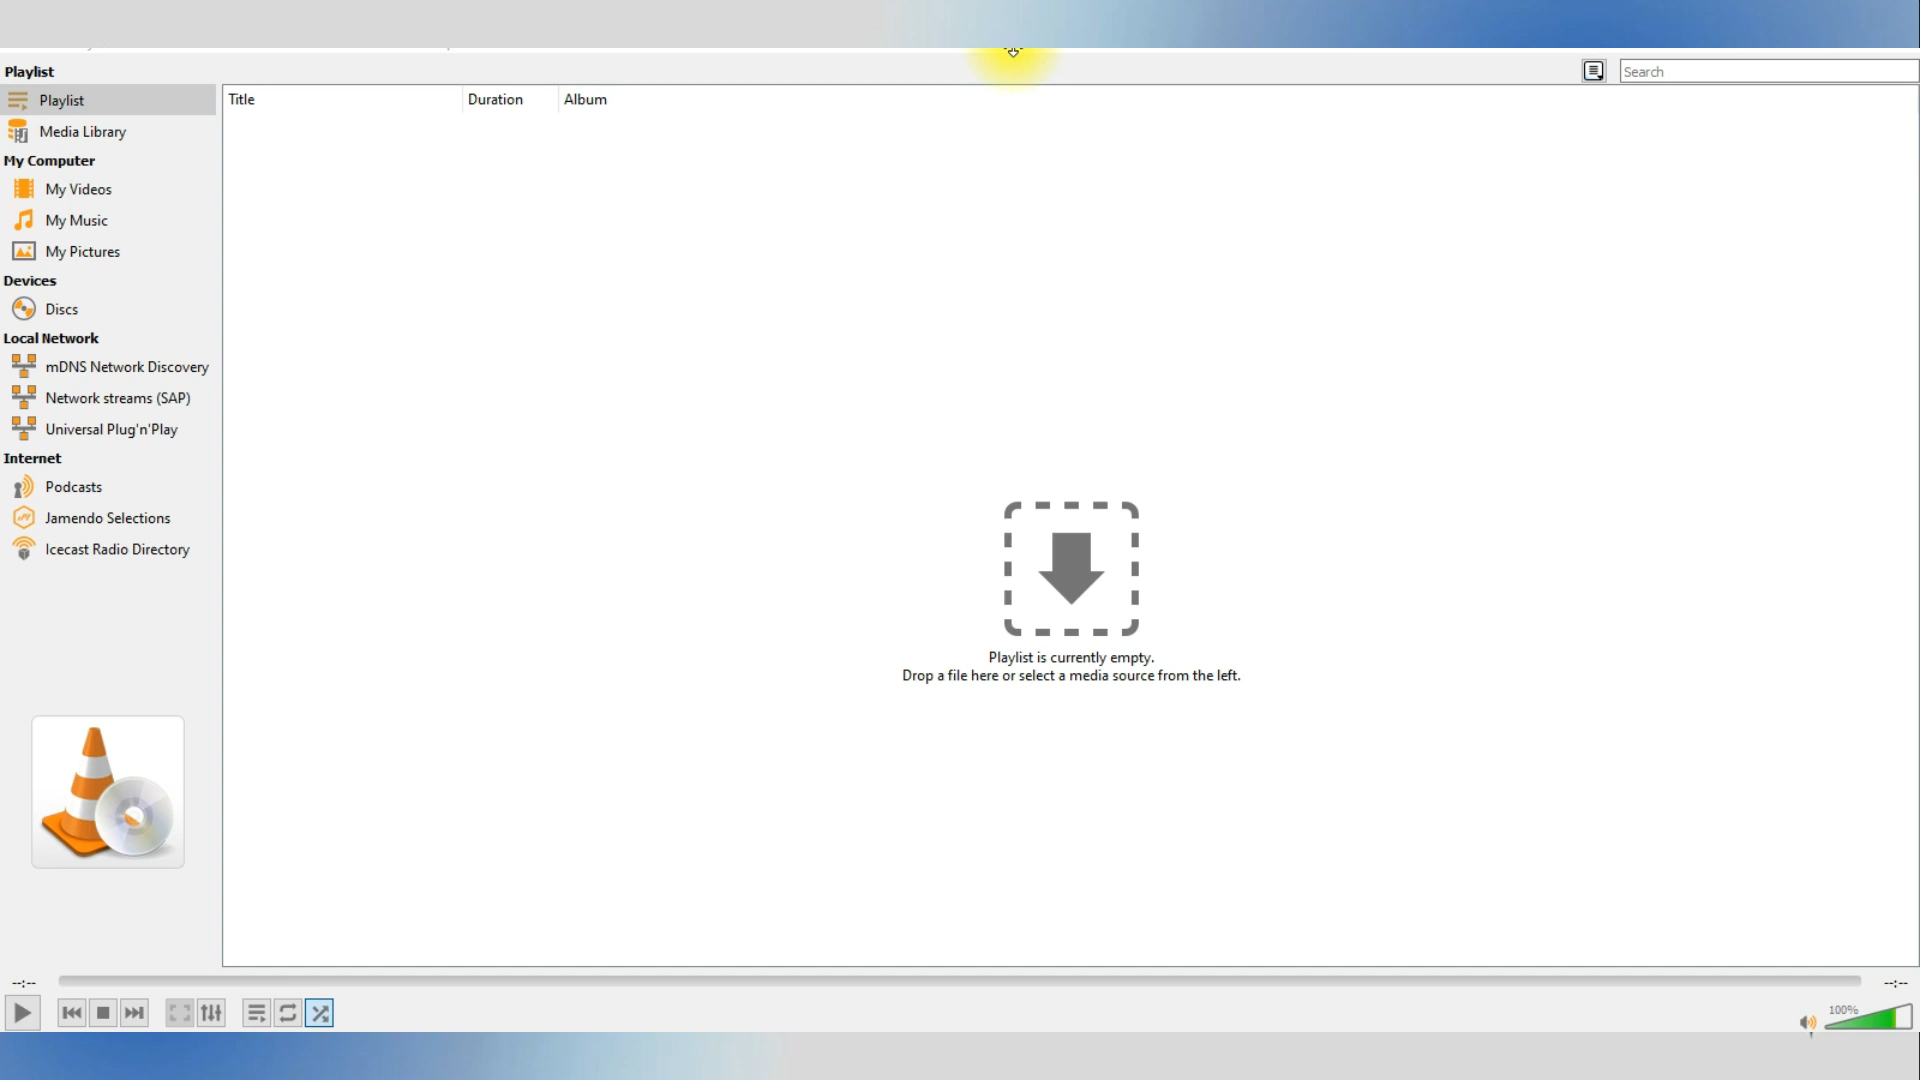 Playlist
Search
Playlist
Title Duration Album
Media Library
My Computer
My Videos
My Music
My Pictures
Devices
Discs
Local Network
mDNS Network Discovery
Network streams (SAP)
Universal Plug'n'Play
Internet
Podcasts
Jamendo Selections
Icecast Radio Directory
Playlist is currently empty.
Drop a file here or select a media source from the left.
--:-- --:--
100%